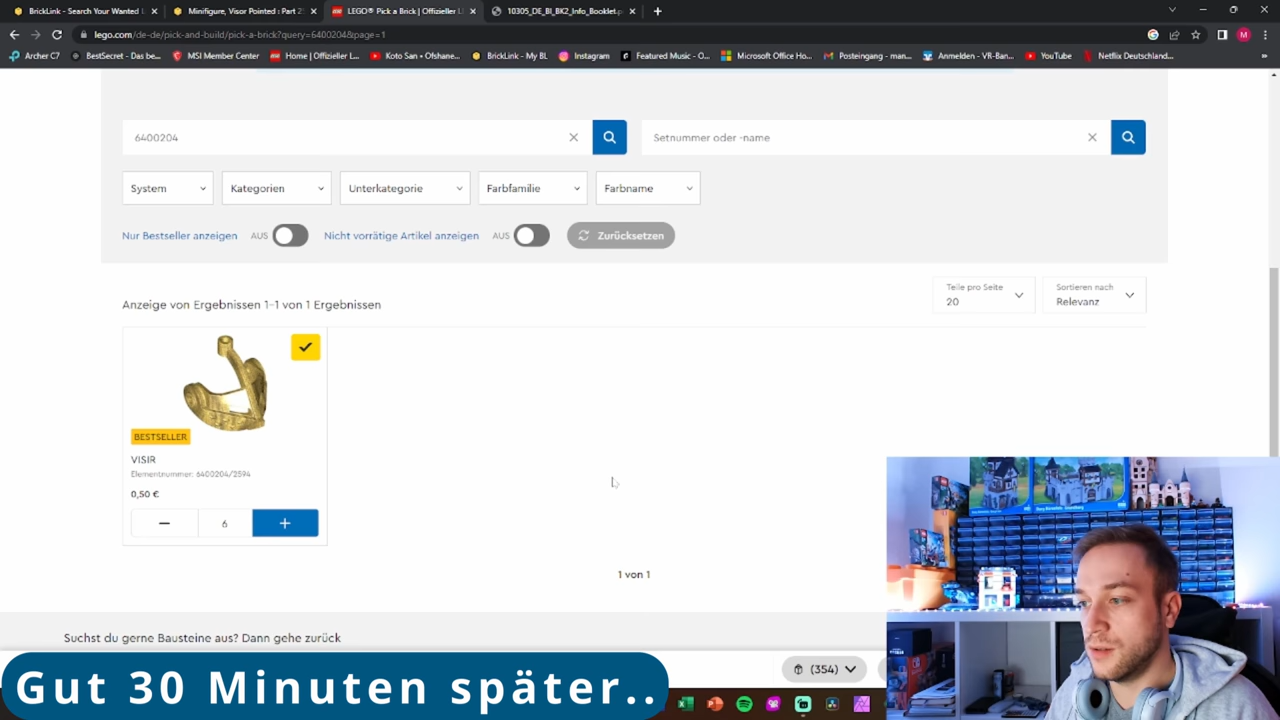 BrickLink - Search Your Wanted L
Minifigure, Visor Pointed : Part 2
LEGO® Pick a Brick | Offizieller L
10305_DE_BI_BK2_Info_Booklet.p
lego.com/de-de/pick-and-build/pick-a-brick?query=6400204&page=1
M
Archer C7
BestSecret - Das be...
MSI Member Center
Home | Offizieller L...
Koto San • Ofshane...
BrickLink - My BL
Instagram
Featured Music - O...
Microsoft Office Ho...
Posteingang - man...
Anmelden - VR-Ban...
YouTube
Netflix Deutschland...
6400204
Setnummer oder -name
System
Kategorien
Unterkategorie
Farbfamilie
Farbname
Nur Bestseller anzeigen
AUS
Nicht vorrätige Artikel anzeigen
AUS
Zurücksetzen
Anzeige von Ergebnissen 1-1 von 1 Ergebnissen
Teile pro Seite
20
Sortieren nach
Relevanz
BESTSELLER
VISIR
Elementnummer: 6400204/2594
0,50 €
6
1 von 1
Suchst du gerne Bausteine aus? Dann gehe zurück
(354)
Gut 30 Minuten später..